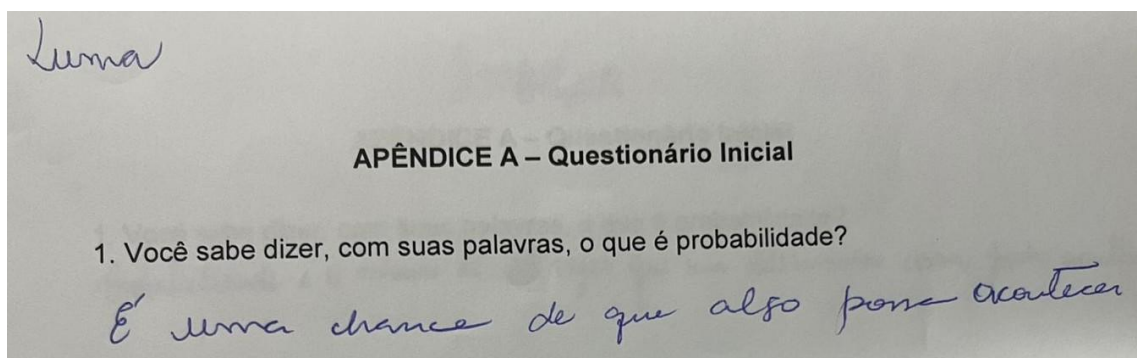 Luma
APÊNDICE A – Questionário Inicial
1. Você sabe dizer, com suas palavras, o que é probabilidade?
É uma chance de que algo possa acontecer